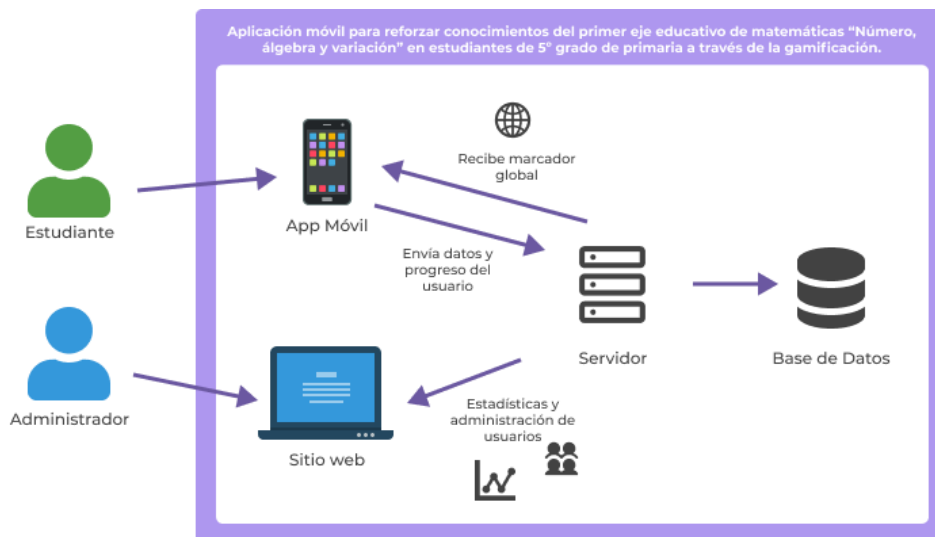 Aplicación móvil para reforzar conocimientos del primer eje educativo de matemáticas “Número,
álgebra y variación” en estudiantes de 5º grado de primaria a través de la gamificación.
Recibe marcador
global
Estudiante
App Móvil
Envía datos y
progreso del
usuario
Servidor
Base de Datos
Administrador
Sitio web
Estadísticas y
administración de
usuarios